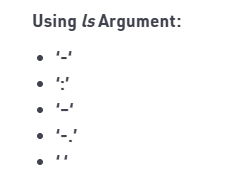 Using ls Argument:
• '-'
• ':'
• '–'
• '-.'
• ' '